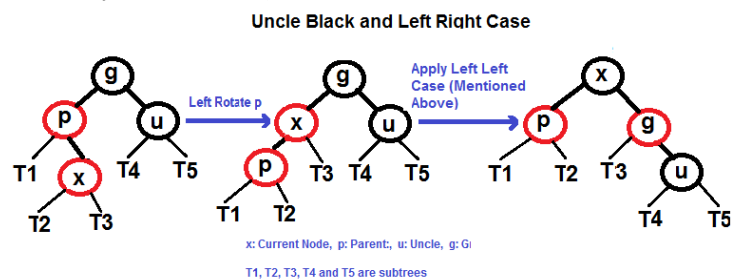 Uncle Black and Left Right Case
g
p
u
x
T1
T2
T3
T4
T5
Left Rotate p
g
x
u
p
T3
T4
T5
T1
T2
Apply Left Left
Case (Mentioned
Above)
x
p
g
u
T1
T2
T3
T4
T5
x: Current Node, p: Parent:, u: Uncle, g:
T1, T2, T3, T4 and T5 are subtrees